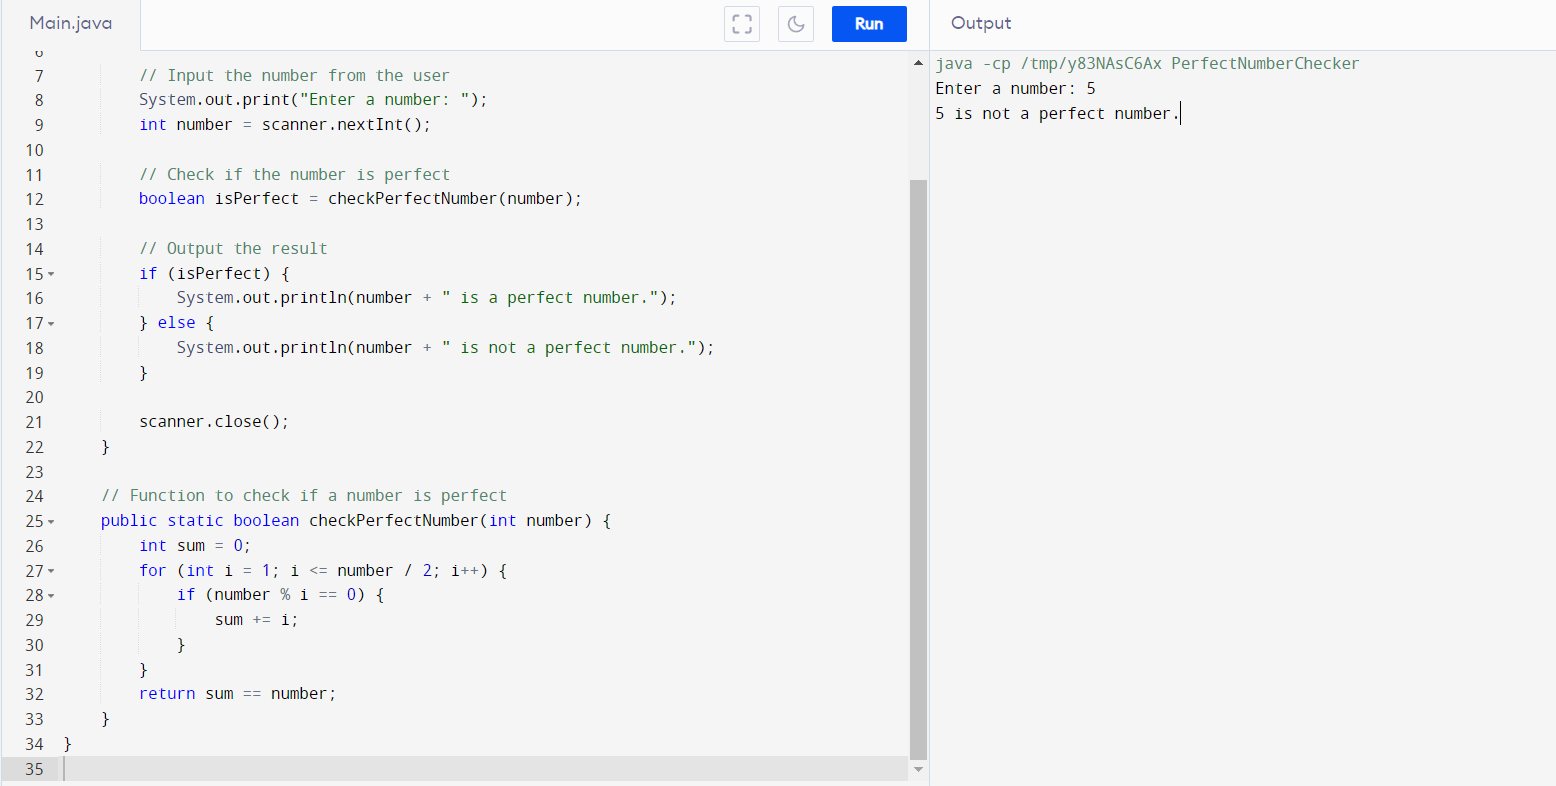 Main.java
Run
Output
6
7 // Input the number from the user
8 System.out.print("Enter a number: ");
9 int number = scanner.nextInt();
10
11 // Check if the number is perfect
12 boolean isPerfect = checkPerfectNumber(number);
13
14 // Output the result
15 if (isPerfect) {
16 System.out.println(number + " is a perfect number.");
17 } else {
18 System.out.println(number + " is not a perfect number.");
19 }
20
21 scanner.close();
22 }
23
24 // Function to check if a number is perfect
25 public static boolean checkPerfectNumber(int number) {
26 int sum = 0;
27 for (int i = 1; i <= number / 2; i++) {
28 if (number % i == 0) {
29 sum += i;
30 }
31 }
32 return sum == number;
33 }
34 }
35
java -cp /tmp/y83NAsC6Ax PerfectNumberChecker
Enter a number: 5
5 is not a perfect number.